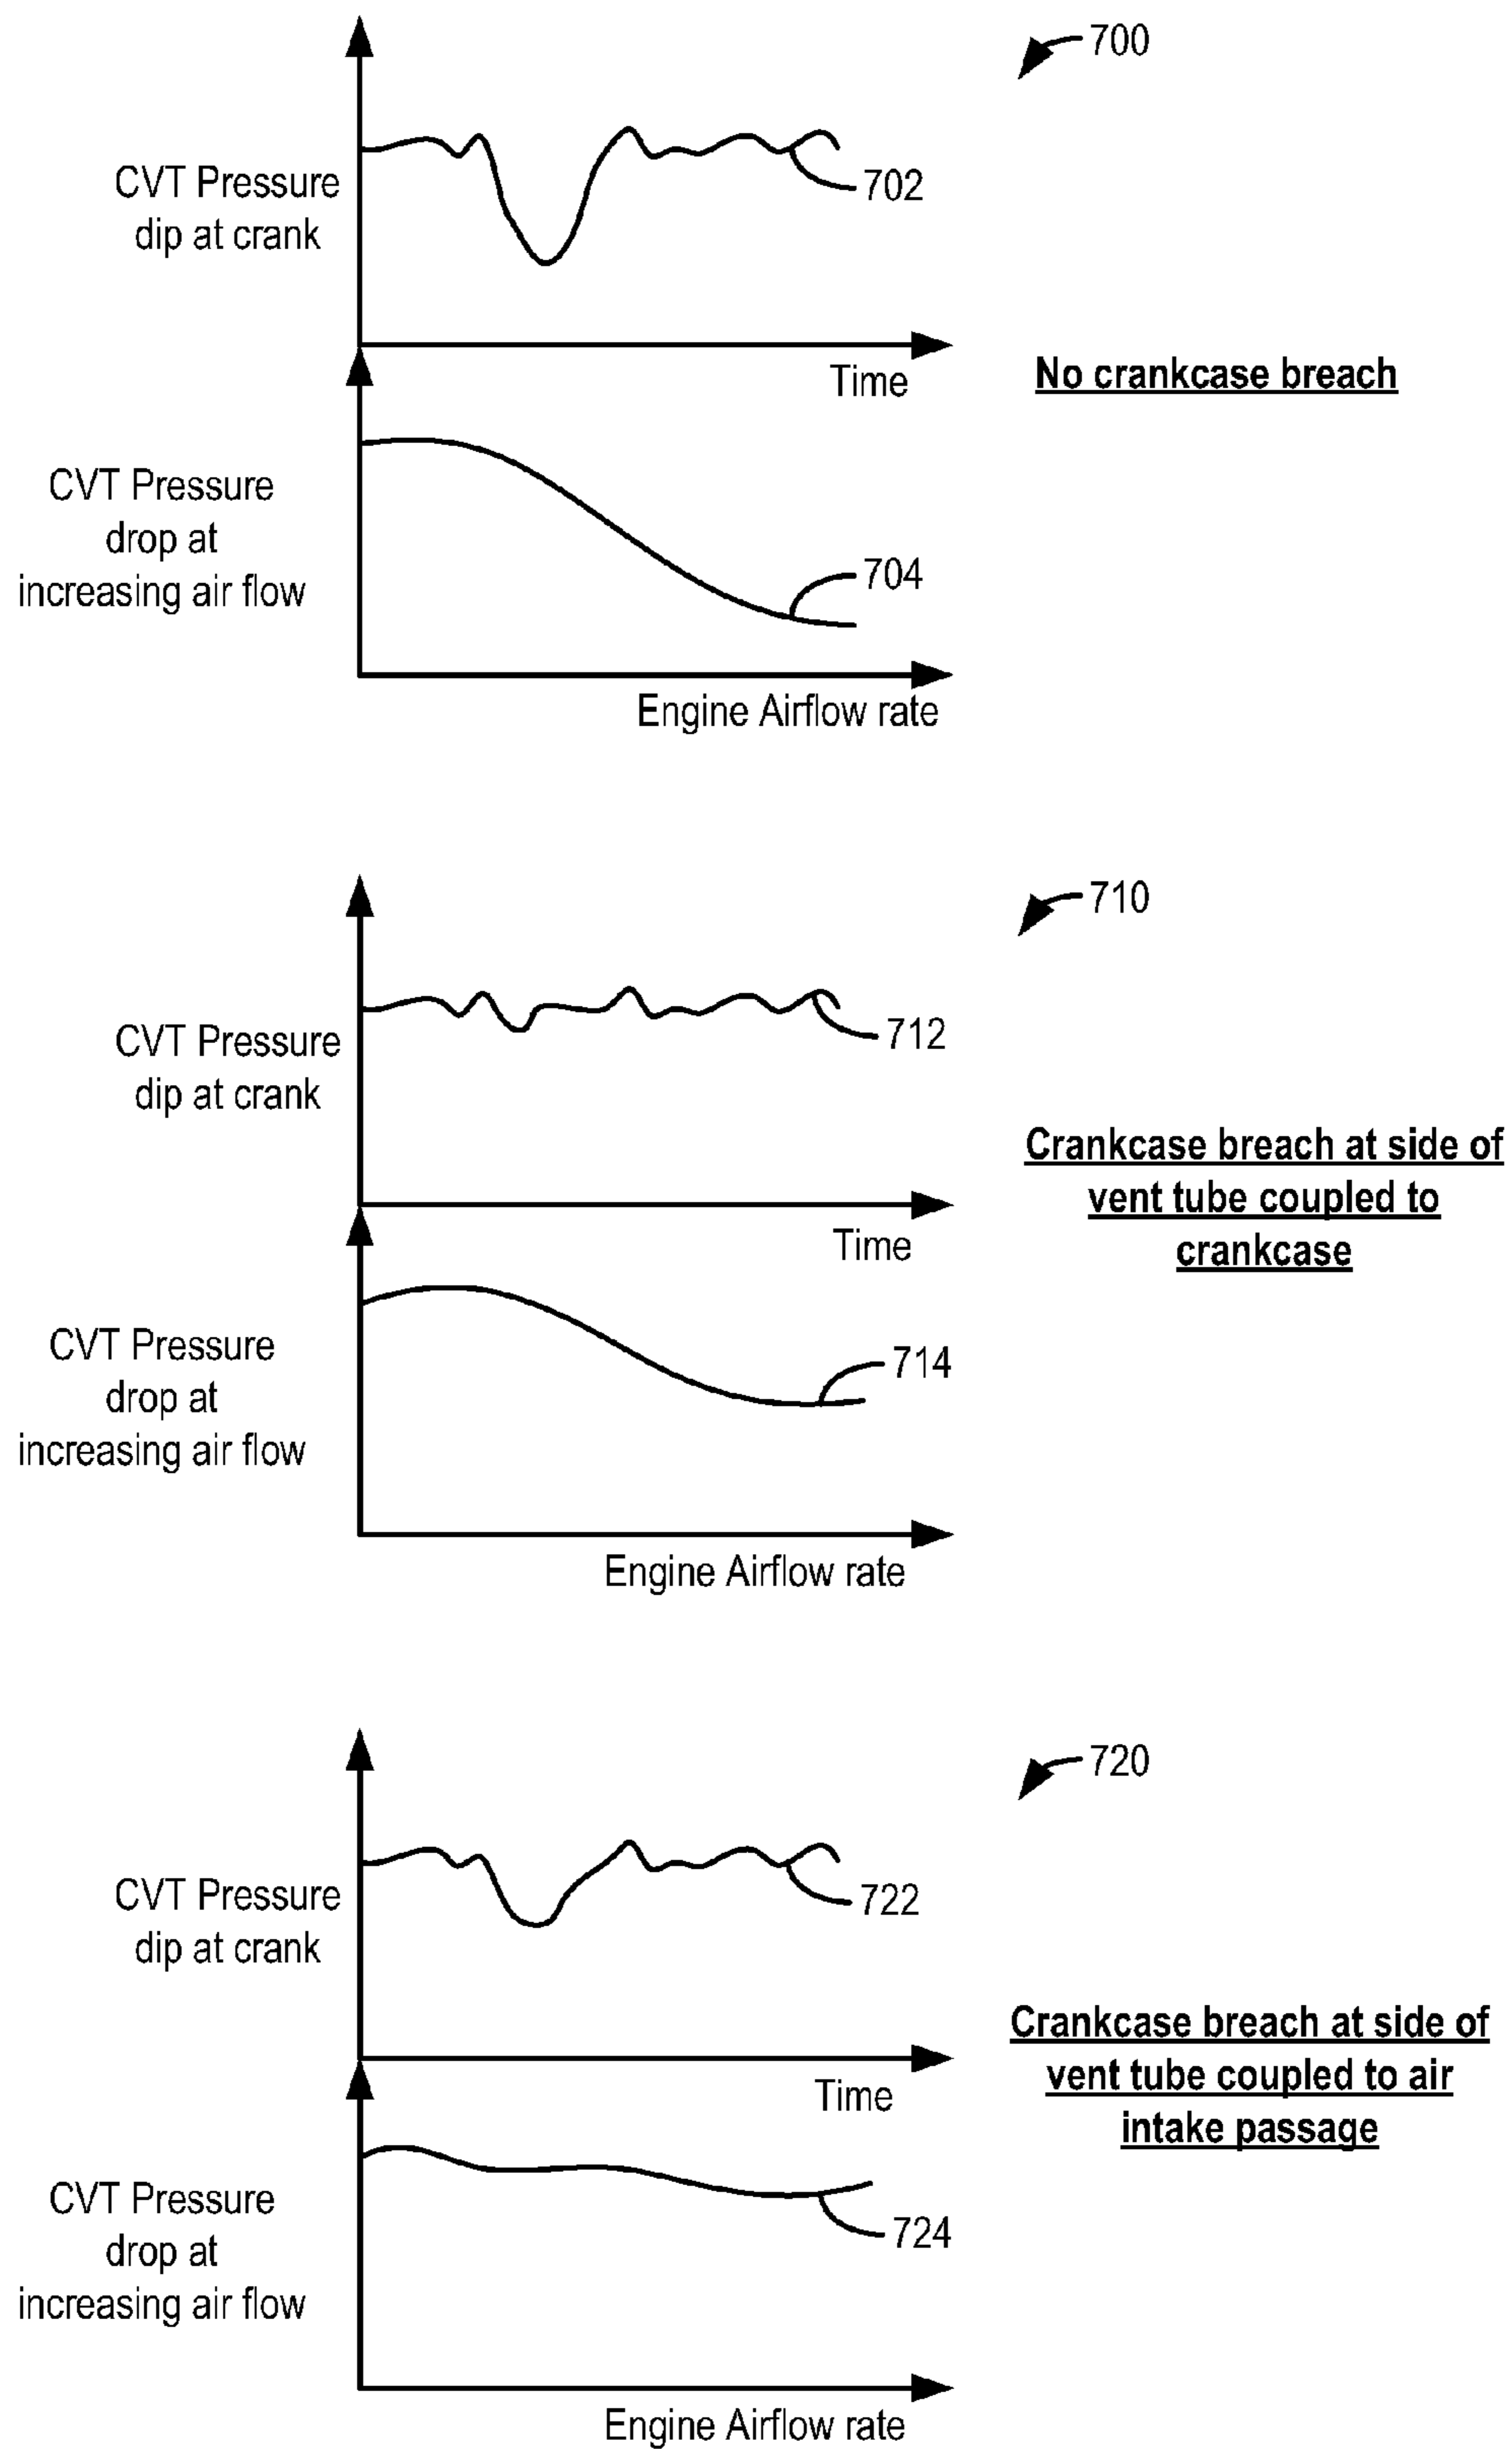 700
CVT Pressure
dip at crank
702
Time
No crankcase breach
CVT Pressure
drop at
increasing air flow
704
Engine Airflow rate
710
CVT Pressure
dip at crank
712
Time
Crankcase breach at side of
vent tube coupled to
crankcase
CVT Pressure
drop at
increasing air flow
714
Engine Airflow rate
720
CVT Pressure
dip at crank
722
Time
Crankcase breach at side of
vent tube coupled to air
intake passage
CVT Pressure
drop at
increasing air flow
724
Engine Airflow rate